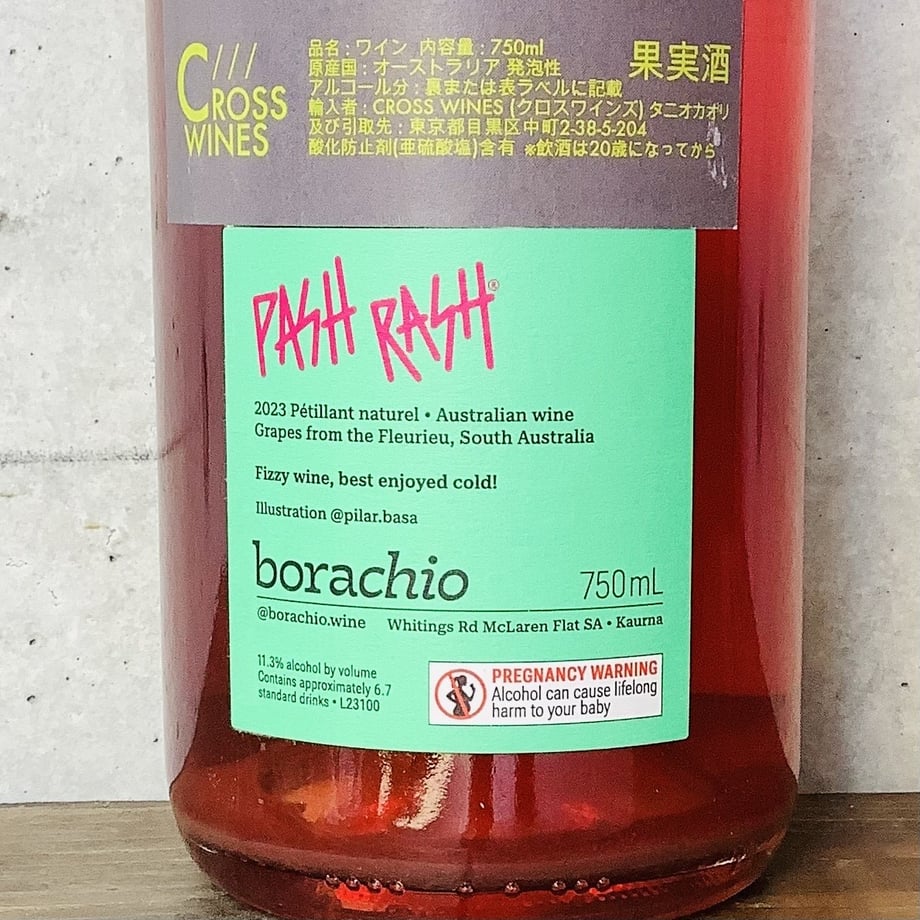 C///ROSS
WINES
品名：ワイン 内容量：750ml
原産国：オーストラリア 発泡性
果実酒
アルコール分：裏または表ラベルに記載
輸入者：CROSS WINES (クロスワインズ) タニオカオリ
及び引取先：東京都目黒区中町2-38-5-204
酸化防止剤(亜硫酸塩)含有 ※飲酒は20歳になってから
PASH RASH®
2023 Pétillant naturel • Australian wine
Grapes from the Fleurieu, South Australia
Fizzy wine, best enjoyed cold!
Illustration @pilar.basa
borachio
750mL
@borachio.wine Whitings Rd McLaren Flat SA • Kaurna
11.3% alcohol by volume
Contains approximately 6.7
standard drinks • L23100
PREGNANCY WARNING
Alcohol can cause lifelong
harm to your baby